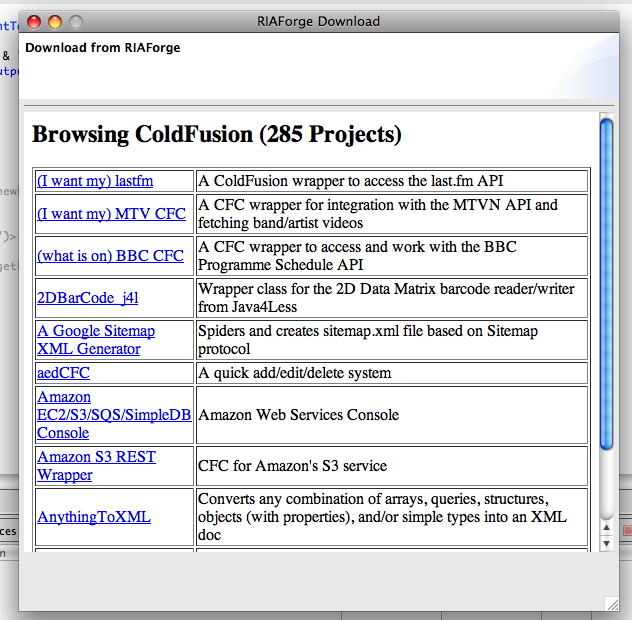 RIAForge Download
Download from RIAForge
Browsing ColdFusion (285 Projects)
(I want my) lastfm
A ColdFusion wrapper to access the last.fm API
(I want my) MTV CFC
A CFC wrapper for integration with the MTVN API and
fetching band/artist videos
(what is on) BBC CFC
A CFC wrapper to access and work with the BBC
Programme Schedule API
2DBarCode_j4l
Wrapper class for the 2D Data Matrix barcode reader/writer
from Java4Less
A Google Sitemap
XML Generator
Spiders and creates sitemap.xml file based on Sitemap
protocol
aedCFC
A quick add/edit/delete system
Amazon
EC2/S3/SQS/SimpleDB
Console
Amazon Web Services Console
Amazon S3 REST
Wrapper
CFC for Amazon's S3 service
AnythingToXML
Converts any combination of arrays, queries, structures,
objects (with properties), and/or simple types into an XML
doc